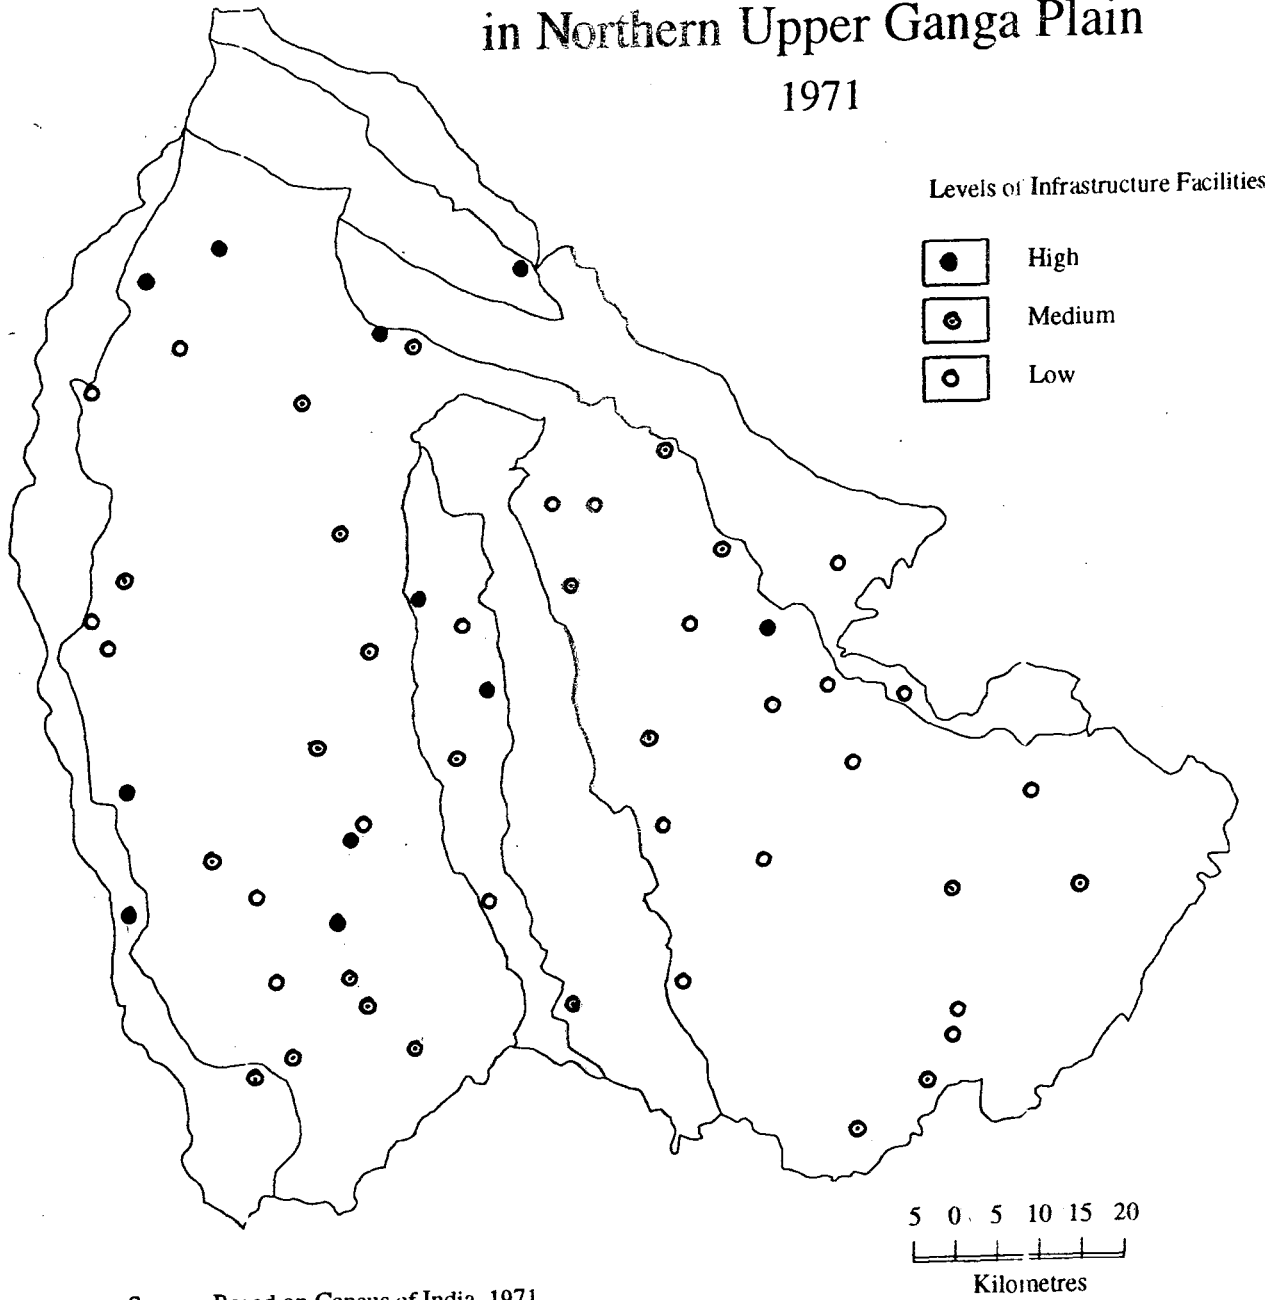 in Northern Upper Ganga Plain
1971
Levels of Infrastructure Facilities
High
Medium
Low
5 0 5 10 15 20
Kilometres
Based on Census of India, 1971